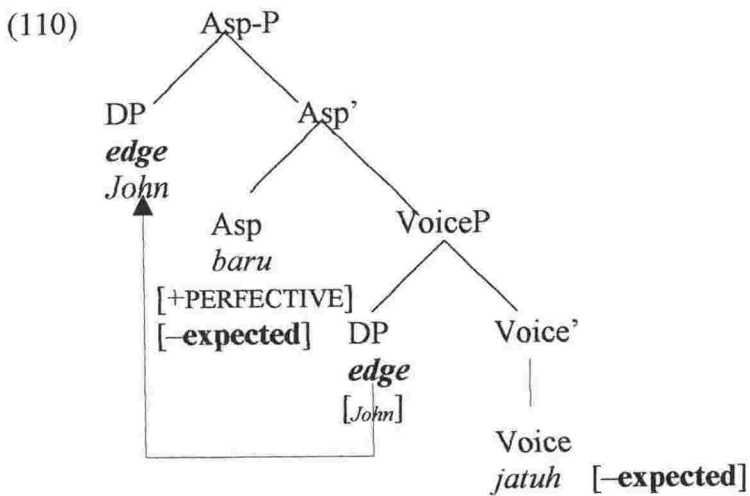 (110) Asp-P
DP Asp’
edge
John
Asp VoiceP
baru
[+PERFECTIVE]
[–expected] DP Voice’
edge
[John]
Voice
jatuh [–expected]